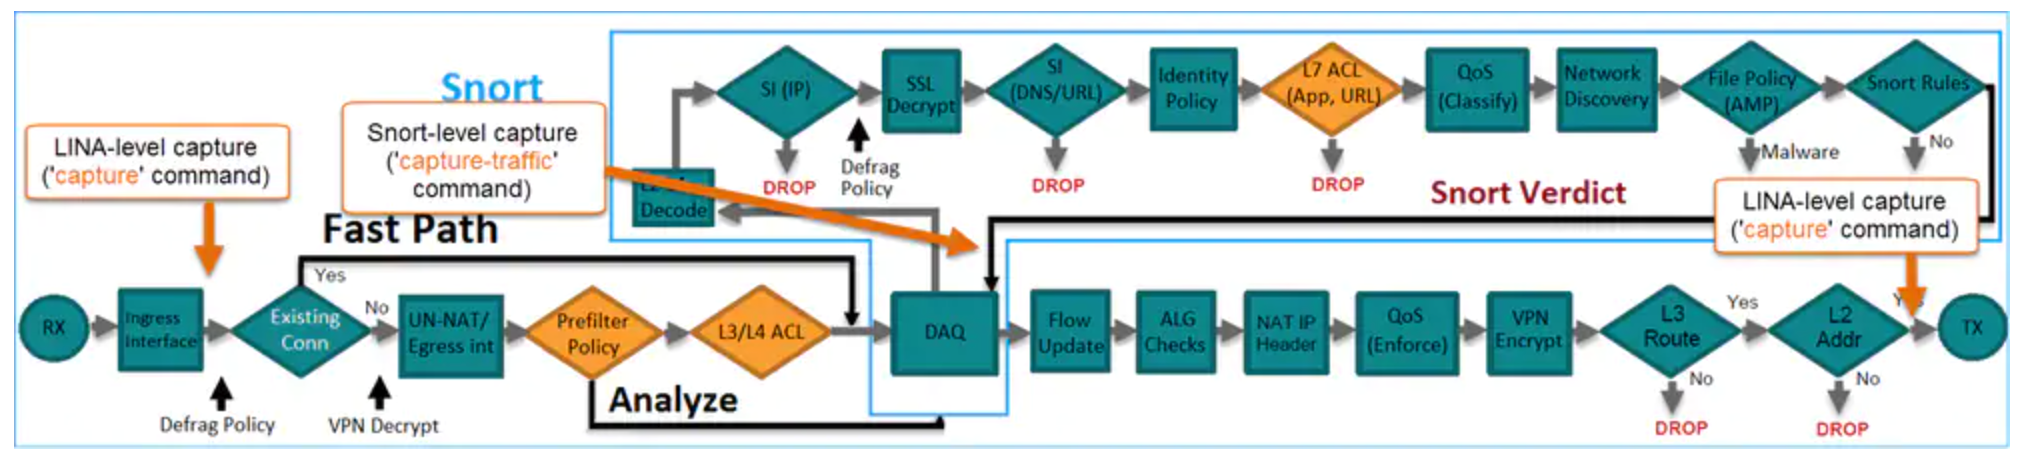 Snort
LINA-level capture
('capture' command)
Snort-level capture
('capture-traffic'
command)
SI (IP)
DROP
Defrag
Policy
SSL
Decrypt
SI
(DNS/URL)
DROP
Identity
Policy
L7 ACL
(App, URL)
DROP
QoS
(Classify)
Network
Discovery
File Policy
(AMP)
Malware
Snort Rules
No
Decode
Snort Verdict
LINA-level capture
('capture' command)
Fast Path
Yes
RX
Ingress
Interface
Existing
Conn
No
UN-NAT/
Egress int
Prefilter
Policy
L3/L4 ACL
DAQ
Flow
Update
ALG
Checks
NAT IP
Header
QoS
(Enforce)
VPN
Encrypt
L3
Route
Yes
No
DROP
L2
Addr
No
DROP
TX
Analyze
Defrag Policy
VPN Decrypt